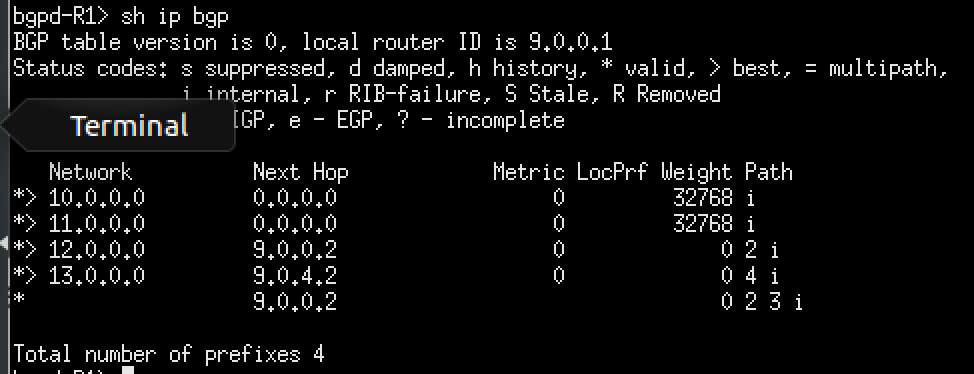 bgpd-R1> sh ip bgp
BGP table version is 0, local router ID is 9.0.0.1
Status codes: s suppressed, d damped, h history, * valid, > best, = multipath,
i internal, r RIB-failure, S Stale, R Removed
Terminal
IGP, e - EGP, ? - incomplete
Network Next Hop Metric LocPrf Weight Path
*> 10.0.0.0 0.0.0.0 0 32768 i
*> 11.0.0.0 0.0.0.0 0 32768 i
*> 12.0.0.0 9.0.0.2 0 0 2 i
*> 13.0.0.0 9.0.4.2 0 0 4 i
* 9.0.0.2 0 2 3 i
Total number of prefixes 4
bgpd-R1>